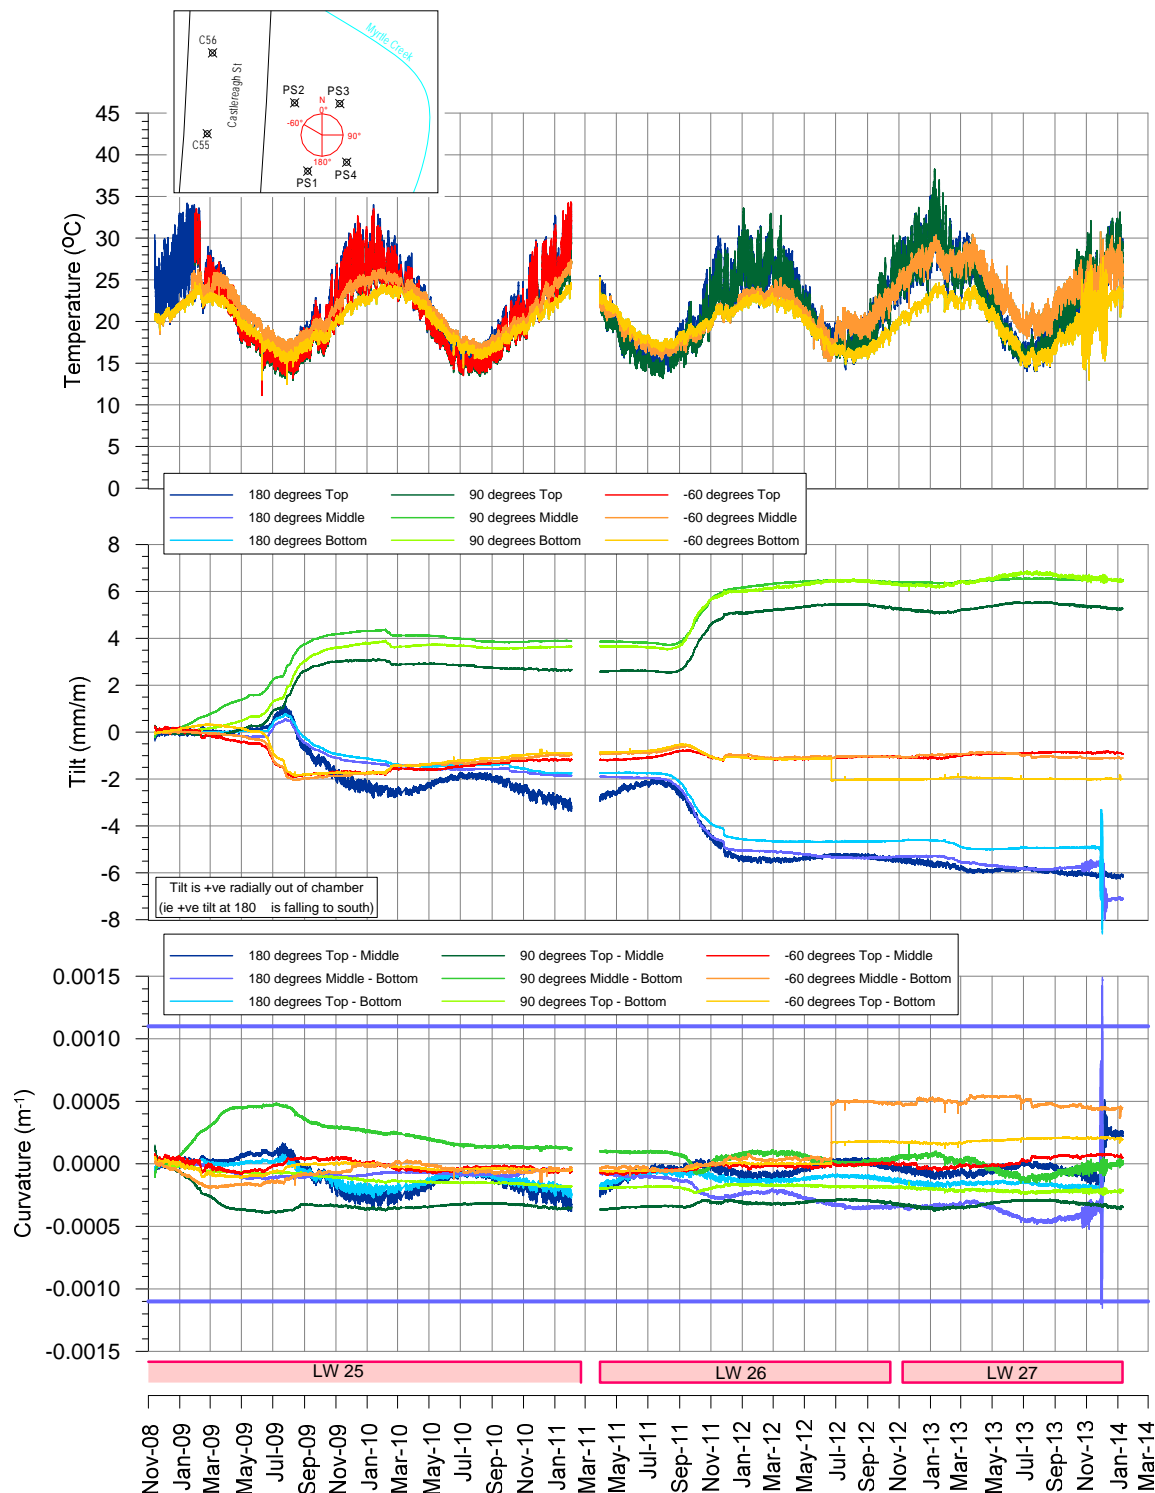 C56
Castlereagh St
Myrtle Creek
PS2
PS3
N
0°
-60°
90°
180°
C55
PS1
PS4
45
40
35
30
25
20
15
10
5
0
Temperature (°C)
180 degrees Top
90 degrees Top
-60 degrees Top
180 degrees Middle
90 degrees Middle
-60 degrees Middle
180 degrees Bottom
90 degrees Bottom
-60 degrees Bottom
8
6
4
2
0
-2
-4
-6
-8
Tilt (mm/m)
Tilt is +ve radially out of chamber
(ie +ve tilt at 180 is falling to south)
180 degrees Top - Middle
90 degrees Top - Middle
-60 degrees Top - Middle
180 degrees Middle - Bottom
90 degrees Middle - Bottom
-60 degrees Middle - Bottom
180 degrees Top - Bottom
90 degrees Top - Bottom
-60 degrees Top - Bottom
0.0015
0.0010
0.0005
0.0000
-0.0005
-0.0010
-0.0015
Curvature (m-1)
LW 25
LW 26
LW 27
Nov-08
Jan-09
Mar-09
May-09
Jul-09
Sep-09
Nov-09
Jan-10
Mar-10
May-10
Jul-10
Sep-10
Nov-10
Jan-11
Mar-11
May-11
Jul-11
Sep-11
Nov-11
Jan-12
Mar-12
May-12
Jul-12
Sep-12
Nov-12
Jan-13
Mar-13
May-13
Jul-13
Sep-13
Nov-13
Jan-14
Mar-14